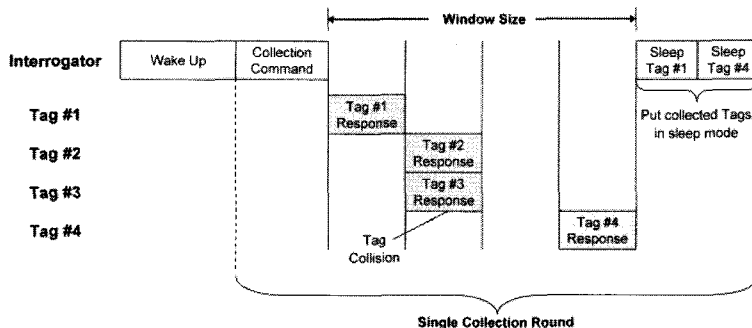 Window Size
Interrogator
Wake Up
Collection
Command
Sleep
Tag #1
Sleep
Tag #4
Tag #1
Tag #1
Response
Put collected Tags
in sleep mode
Tag #2
Tag #2
Response
Tag #3
Tag #3
Response
Tag #4
Tag
Collision
Tag #4
Response
Single Collection Round